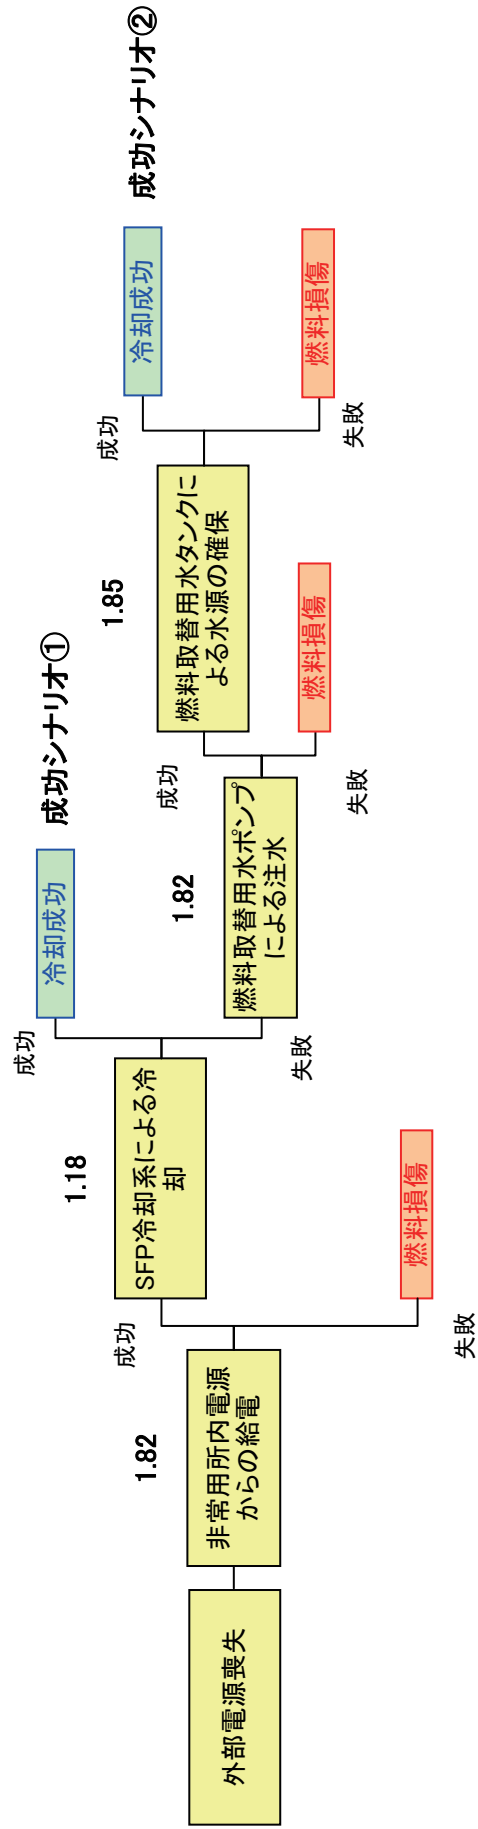 外部電源喪失
1.82
非常用所内電源
からの給電
成功
失敗
燃料損傷
1.18
SFP冷却系による冷
却
成功
冷却成功
成功シナリオ①
失敗
1.82
燃料取替用水ポンプ
による注水
成功
失敗
燃料損傷
1.85
燃料取替用水タンクに
よる水源の確保
成功
冷却成功
成功シナリオ②
失敗
燃料損傷